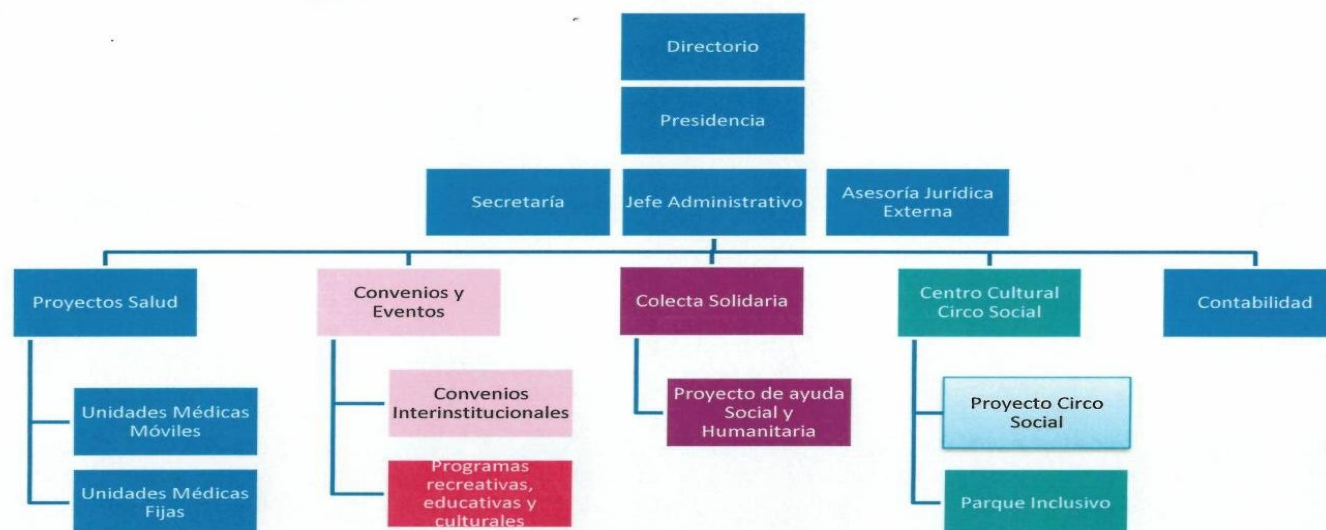 Directorio
Presidencia
Secretaría
Jefe Administrativo
Asesoría Jurídica
Externa
Proyectos Salud
Convenios y
Eventos
Colecta Solidaria
Centro Cultural
Circo Social
Contabilidad
Unidades Médicas
Móviles
Convenios
Interinstitucionales
Proyecto de ayuda
Social y
Humanitaria
Proyecto Circo
Social
Unidades Médicas
Fijas
Programas
recreativas,
educativas y
culturales
Parque Inclusivo